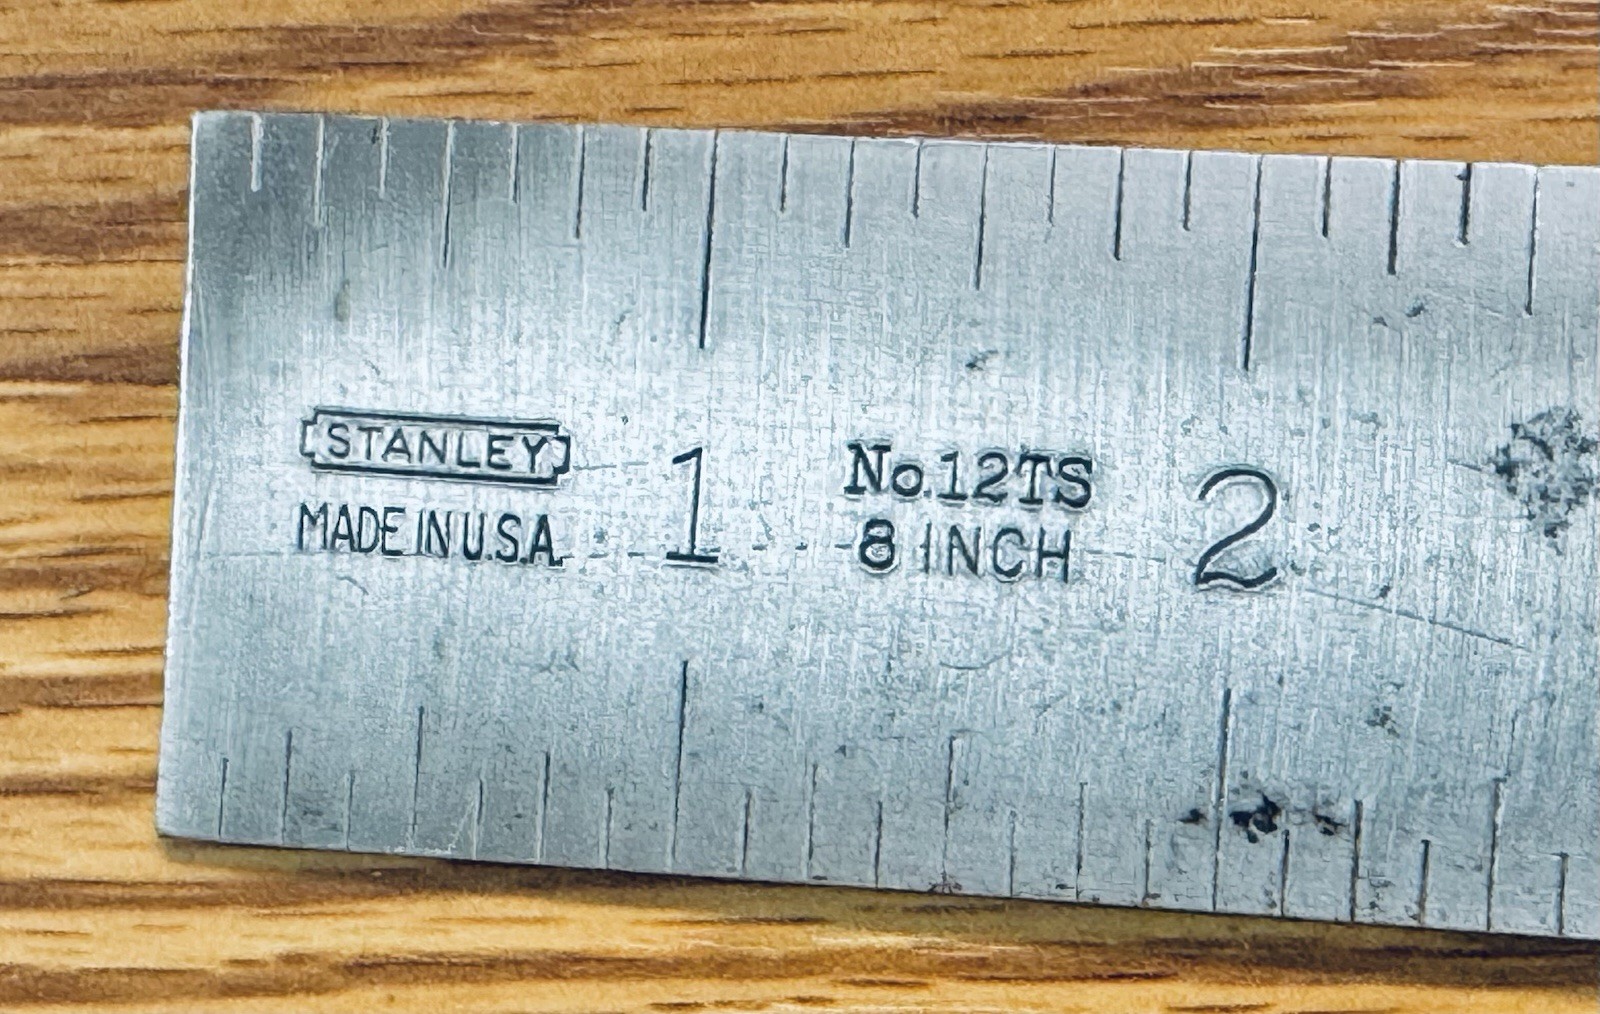 STANLEY
MADE IN U.S.A.
1
No.12TS
8 INCH
2